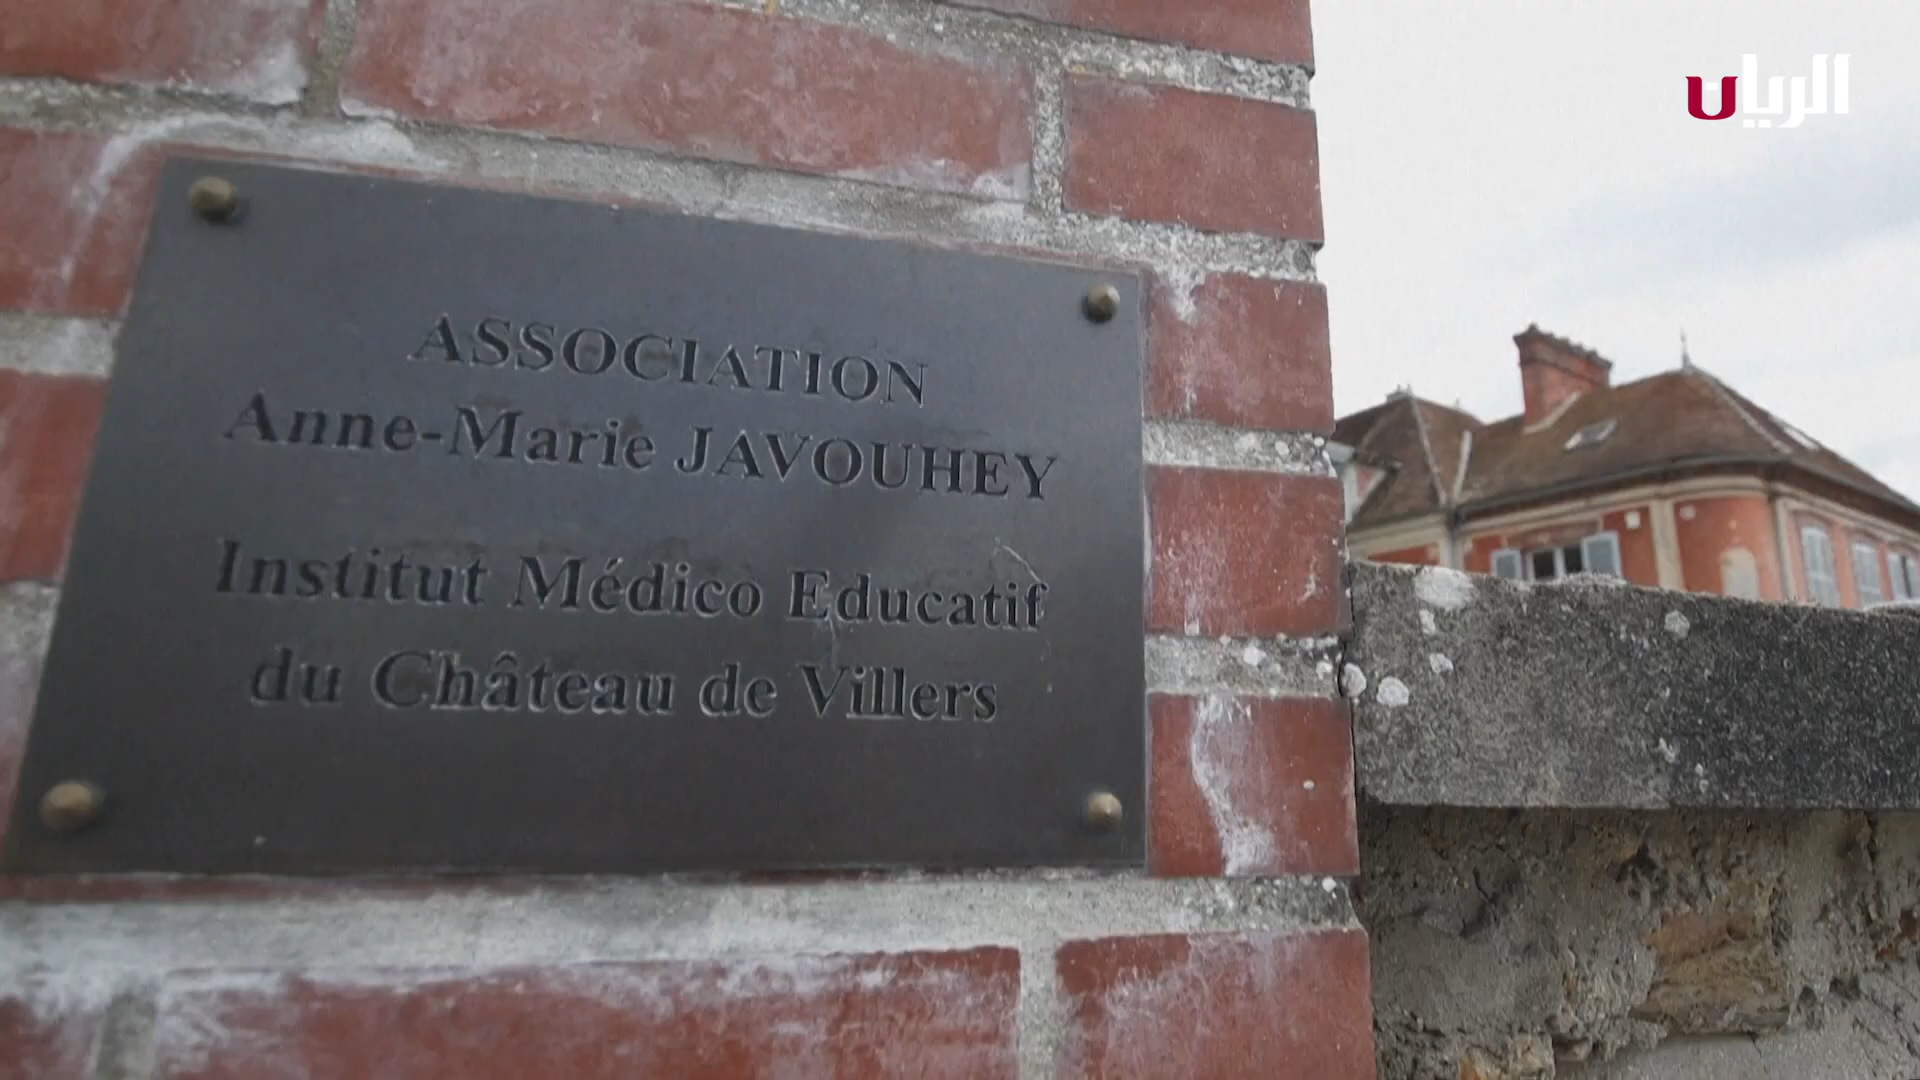 الريان
ASSOCIATION
Anne-Marie JAVOUHEY
Institut Médico Educatif
du Château de Villers